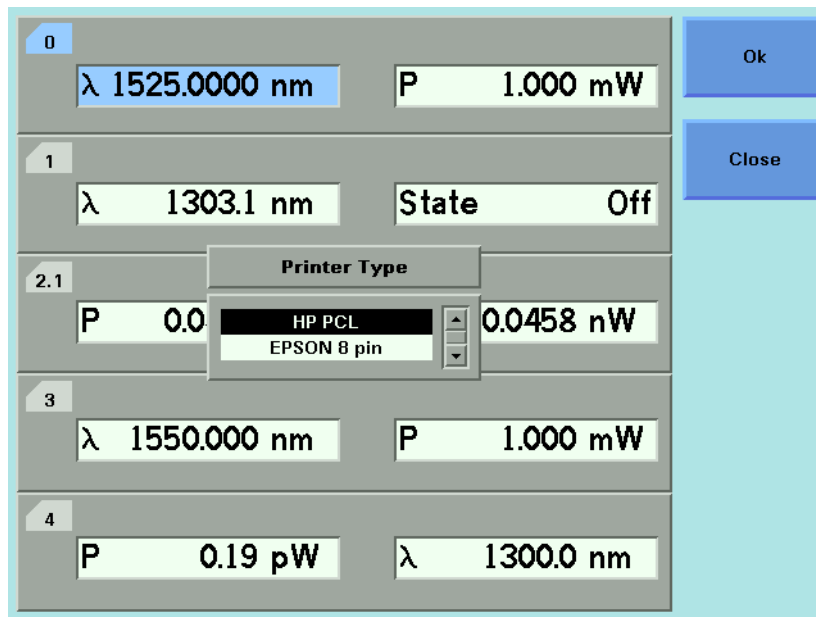 0
λ 1525.0000 nm P 1.000 mW
Ok
1
Close
λ 1303.1 nm State Off
Printer Type
2.1
P 0.0 0.0458 nW
HP PCL
EPSON 8 pin
3
λ 1550.000 nm P 1.000 mW
4
P 0.19 pW λ 1300.0 nm